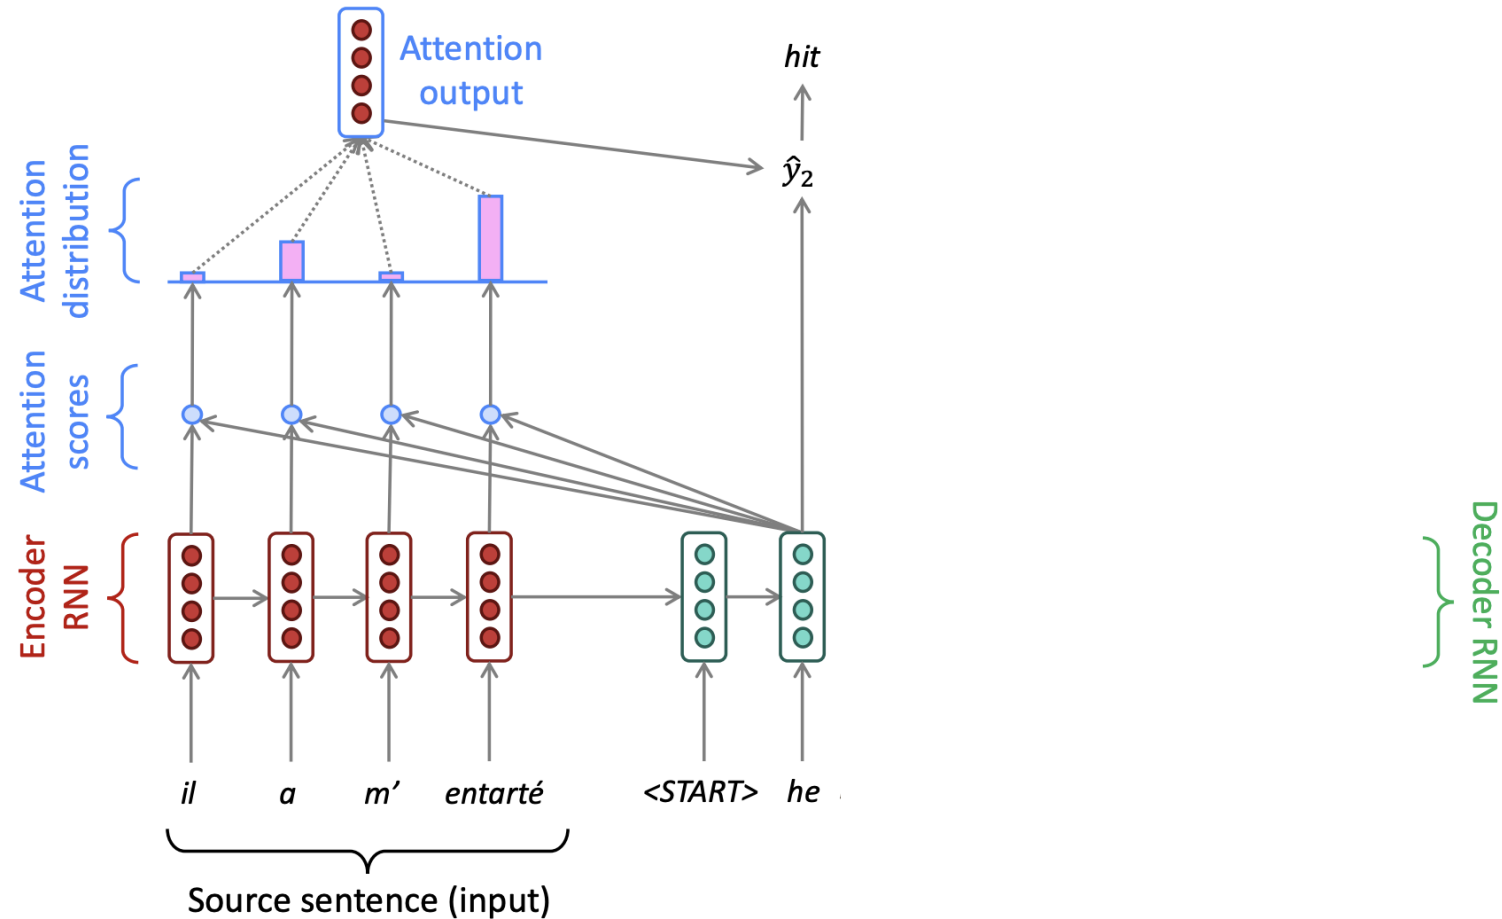 Attention
output
hit
ŷ₂
Attention
distribution
Attention
scores
Encoder
RNN
Decoder RNN
il a m’ entarté <START> he
Source sentence (input)